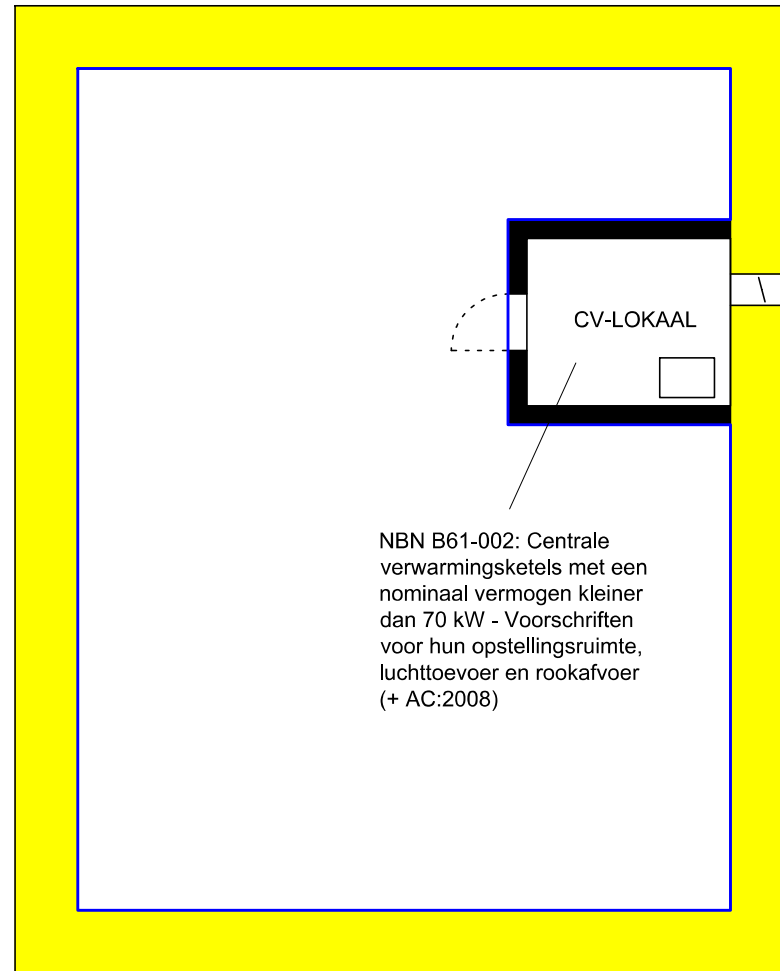 CV-LOKAAL
NBN B61-002: Centrale
verwarmingsketels met een
nominaal vermogen kleiner
dan 70 kW - Voorschriften
voor hun opstellingsruimte,
luchttoevoer en rookafvoer
(+ AC:2008)